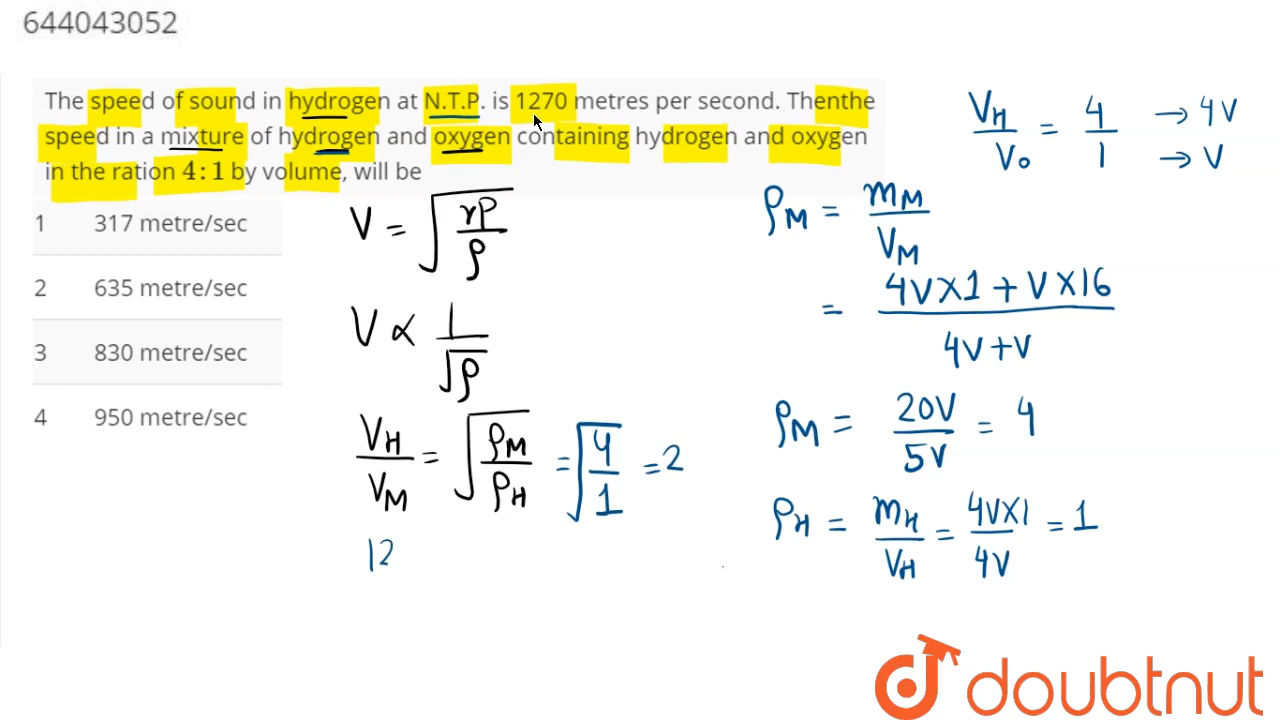 644043052
The speed of sound in hydrogen at N.T.P. is 1270 metres per second. Thenthe
speed in a mixture of hydrogen and oxygen containing hydrogen and oxygen
in the ration 4 : 1 by volume, will be
1 317 metre/sec
2 635 metre/sec
3 830 metre/sec
4 950 metre/sec
V = √(γP/ρ)
V ∝ 1/√ρ
V_H/V_M = √(ρ_M/ρ_H) = √(4/1) = 2
12
V_H/V_O = 4/1 → 4V
→ V
ρ_M = m_M/V_M
= (4V×1 + V×16)/(4V+V)
ρ_M = 20V/5V = 4
ρ_H = m_H/V_H = 4V×1/4V = 1
doubtnut